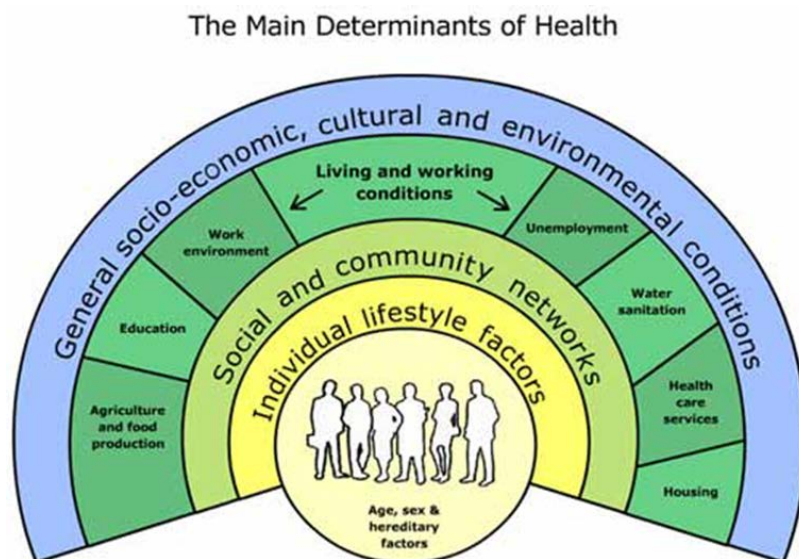 The Main Determinants of Health
General socio-economic, cultural and environmental conditions
Living and working
conditions
Work
environment
Unemployment
Education
Water
sanitation
Agriculture
and food
production
Health
care
services
Housing
Social and community networks
Individual lifestyle factors
Age, sex &
hereditary
factors